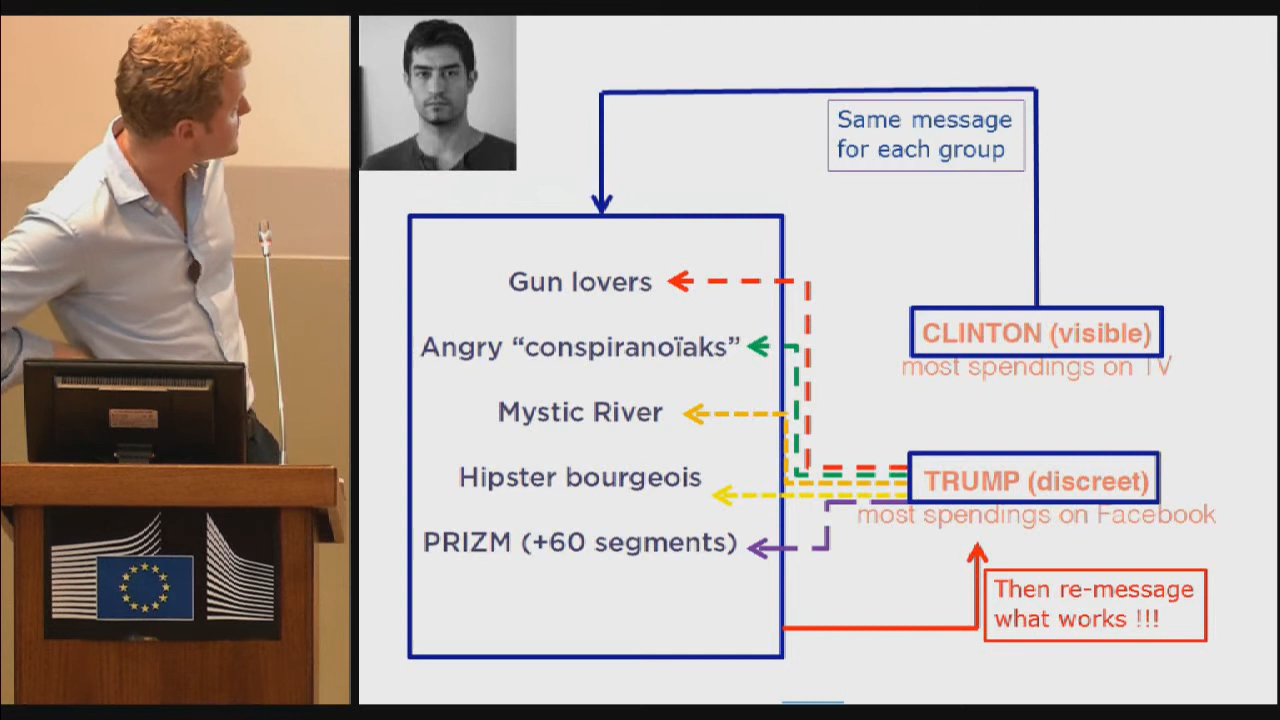 Same message
for each group
Gun lovers
Angry “conspiranoïaks”
Mystic River
Hipster bourgeois
PRIZM (+60 segments)
CLINTON (visible)
most spendings on TV
TRUMP (discreet)
most spendings on Facebook
Then re-message
what works !!!